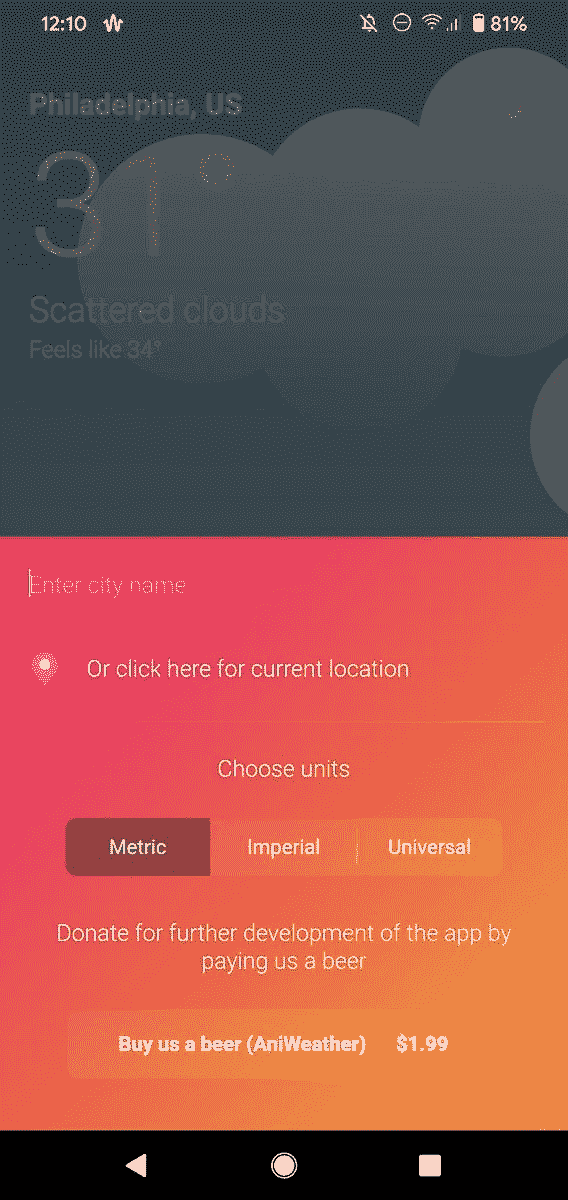 12:10
81%
Philadelphia, US
31°
Scattered clouds
Feels like 34°
Enter city name
Or click here for current location
Choose units
Metric Imperial Universal
Donate for further development of the app by
paying us a beer
Buy us a beer (AniWeather) $1.99